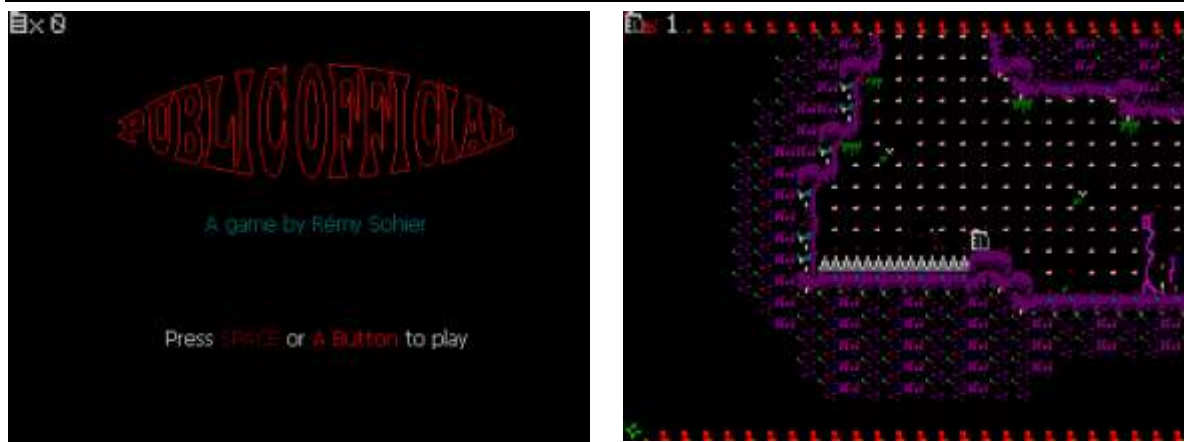 x 0
PUBLIC OFFICIAL
A game by Rémy Sohier
Press SPACE or A Button to play
1